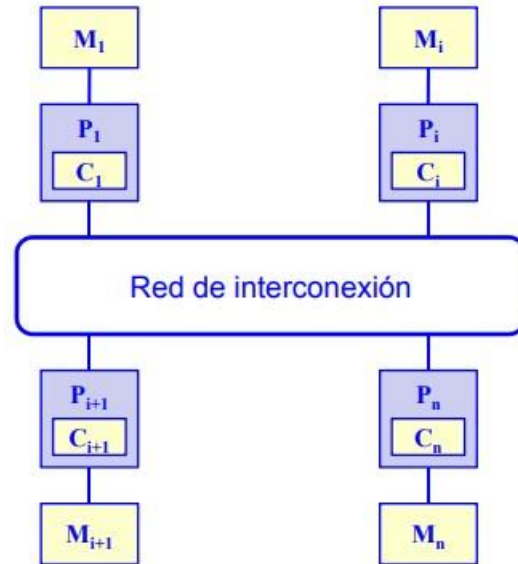 M₁ Mᵢ
P₁ Pᵢ
C₁ Cᵢ
Red de interconexión
Pᵢ₊₁ Pₙ
Cᵢ₊₁ Cₙ
Mᵢ₊₁ Mₙ